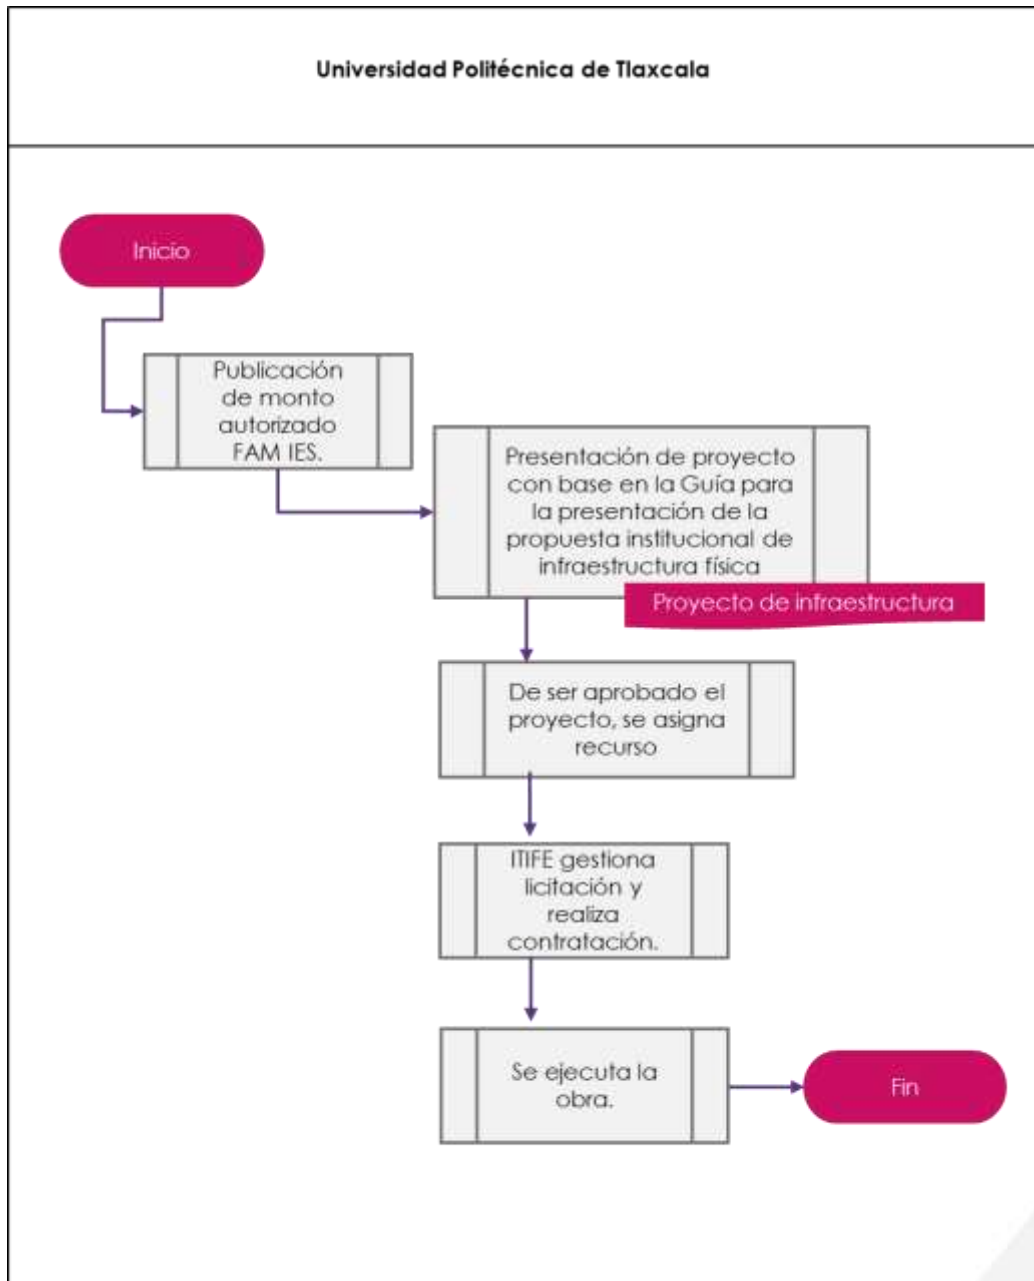 Universidad Politécnica de Tlaxcala
Inicio
Publicación
de monto
autorizado
FAM IES.
Presentación de proyecto
con base en la Guía para
la presentación de la
propuesta institucional de
infraestructura física
Proyecto de infraestructura
De ser aprobado el
proyecto, se asigna
recurso
ITIFE gestiona
licitación y
realiza
contratación.
Se ejecuta la
obra.
Fin